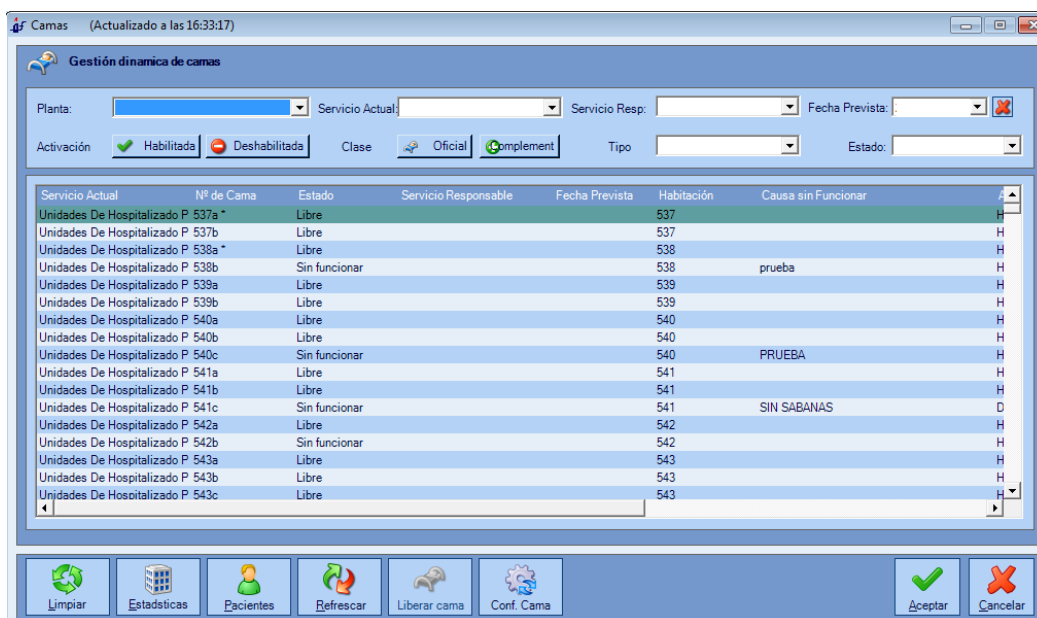 Camas (Actualizado a las 16:33:17)
Gestión dinamica de camas
Planta: Servicio Actual: Servicio Resp: Fecha Prevista:
Activación Habilitada Deshabilitada Clase Oficial Complement Tipo Estado:
Servicio Actual Nº de Cama Estado Servicio Responsable Fecha Prevista Habitación Causa sin Funcionar A
Unidades De Hospitalizado P 537a * Libre 537 H
Unidades De Hospitalizado P 537b Libre 537 H
Unidades De Hospitalizado P 538a * Libre 538 H
Unidades De Hospitalizado P 538b Sin funcionar 538 prueba H
Unidades De Hospitalizado P 539a Libre 539 H
Unidades De Hospitalizado P 539b Libre 539 H
Unidades De Hospitalizado P 540a Libre 540 H
Unidades De Hospitalizado P 540b Libre 540 H
Unidades De Hospitalizado P 540c Sin funcionar 540 PRUEBA H
Unidades De Hospitalizado P 541a Libre 541 H
Unidades De Hospitalizado P 541b Libre 541 H
Unidades De Hospitalizado P 541c Sin funcionar 541 SIN SABANAS D
Unidades De Hospitalizado P 542a Libre 542 H
Unidades De Hospitalizado P 542b Sin funcionar 542 H
Unidades De Hospitalizado P 543a Libre 543 H
Unidades De Hospitalizado P 543b Libre 543 H
Unidades De Hospitalizado P 543c Libre 543 H
Limpiar Estadsticas Pacientes Refrescar Liberar cama Conf. Cama Aceptar Cancelar